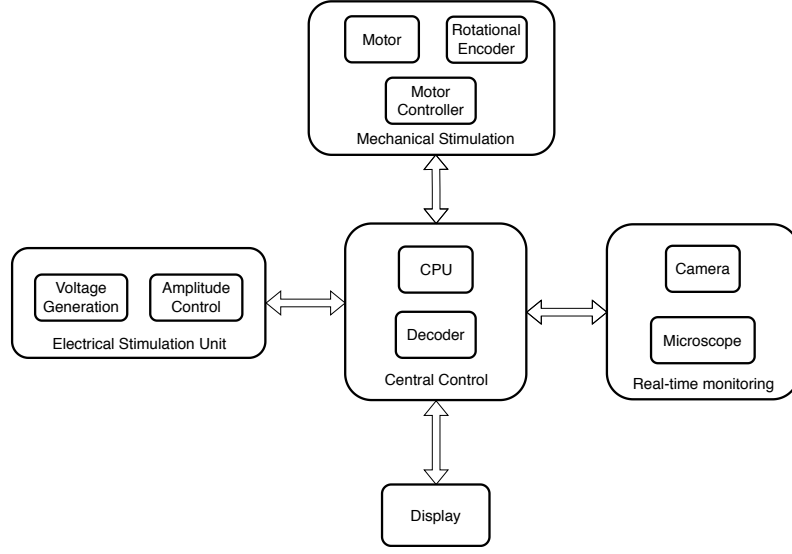 Motor
Rotational
Encoder
Motor
Controller
Mechanical Stimulation
Voltage
Generation
Amplitude
Control
Electrical Stimulation Unit
CPU
Decoder
Central Control
Camera
Microscope
Real-time monitoring
Display